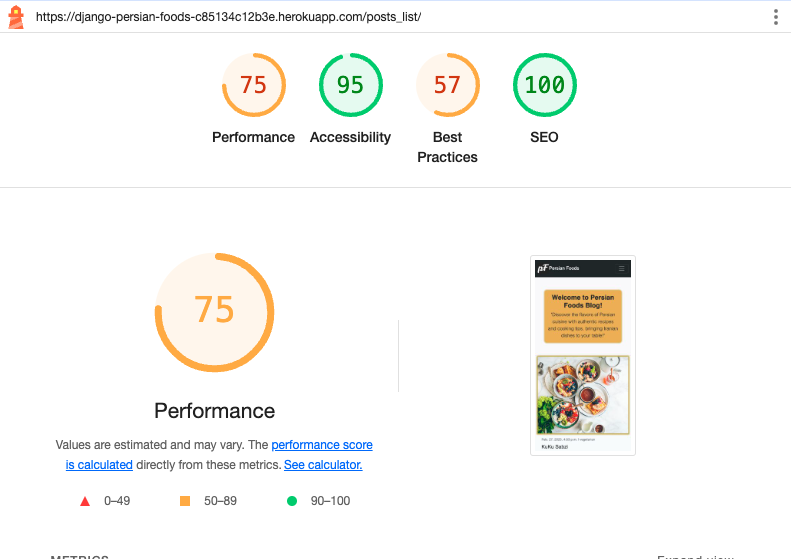 https://django-persian-foods-c85134c12b3e.herokuapp.com/posts_list/
75
95
57
100
Performance
Accessibility
Best
Practices
SEO
75
Performance
Values are estimated and may vary. The performance score
is calculated directly from these metrics. See calculator.
0–49
50–89
90–100
pF Persian Foods
Welcome to Persian
Foods Blog!
"Discover the flavors of Persian
cuisine with authentic recipes
and cooking tips, bringing Iranian
dishes to your table!"
KuKu Sabzi
METRICS
Expand view